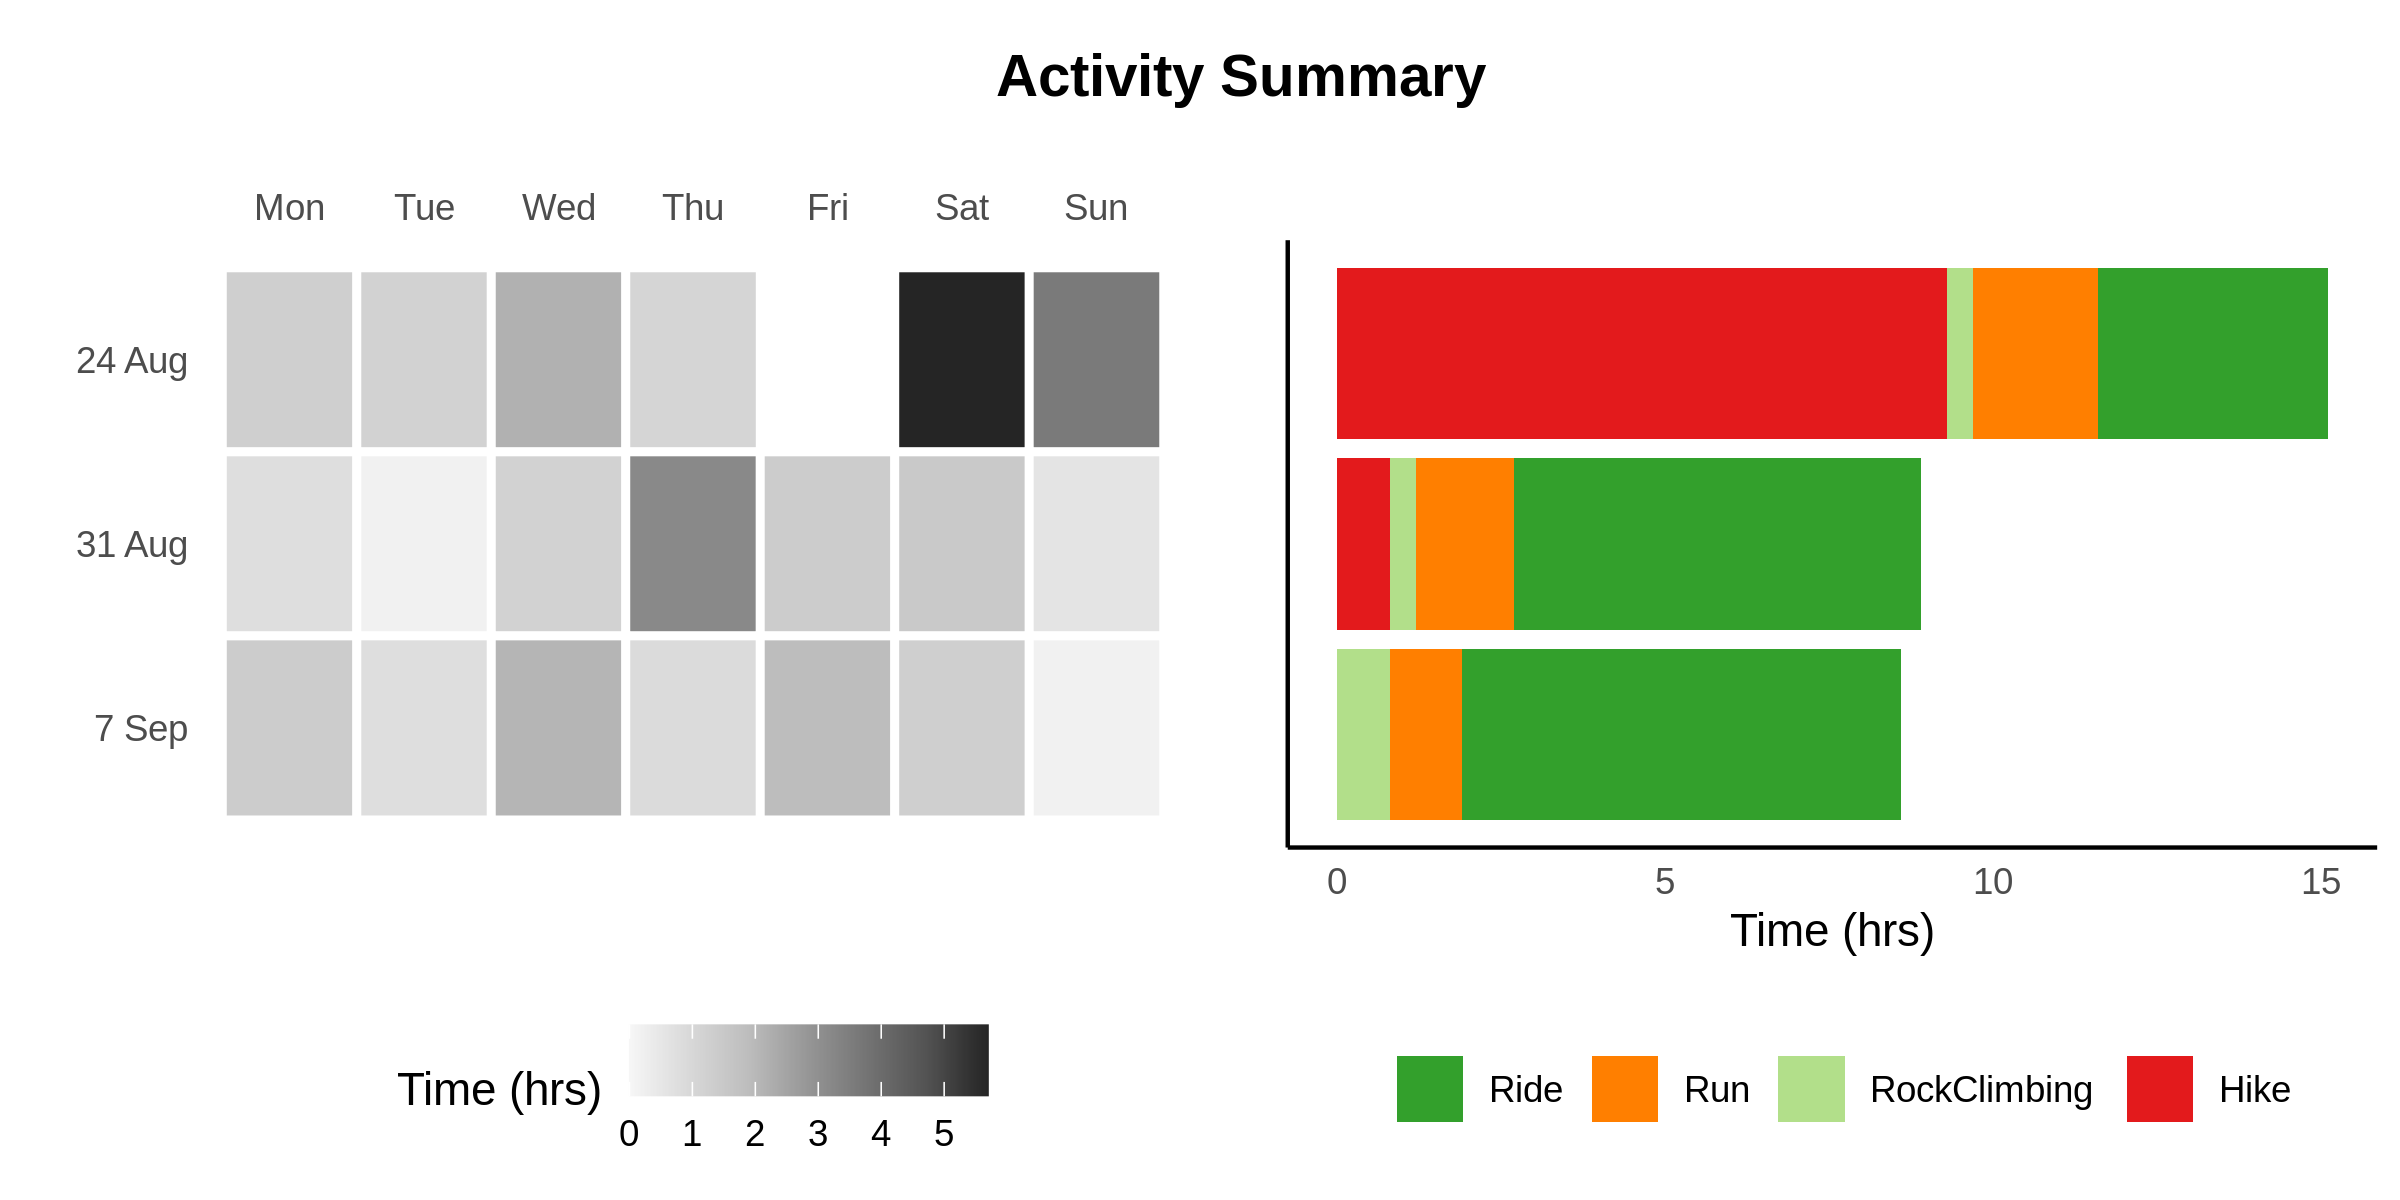 Activity Summary
Mon Tue Wed Thu Fri Sat Sun
24 Aug
31 Aug
7 Sep
0 5 10 15
Time (hrs)
Time (hrs)
0 1 2 3 4 5
Ride Run RockClimbing Hike